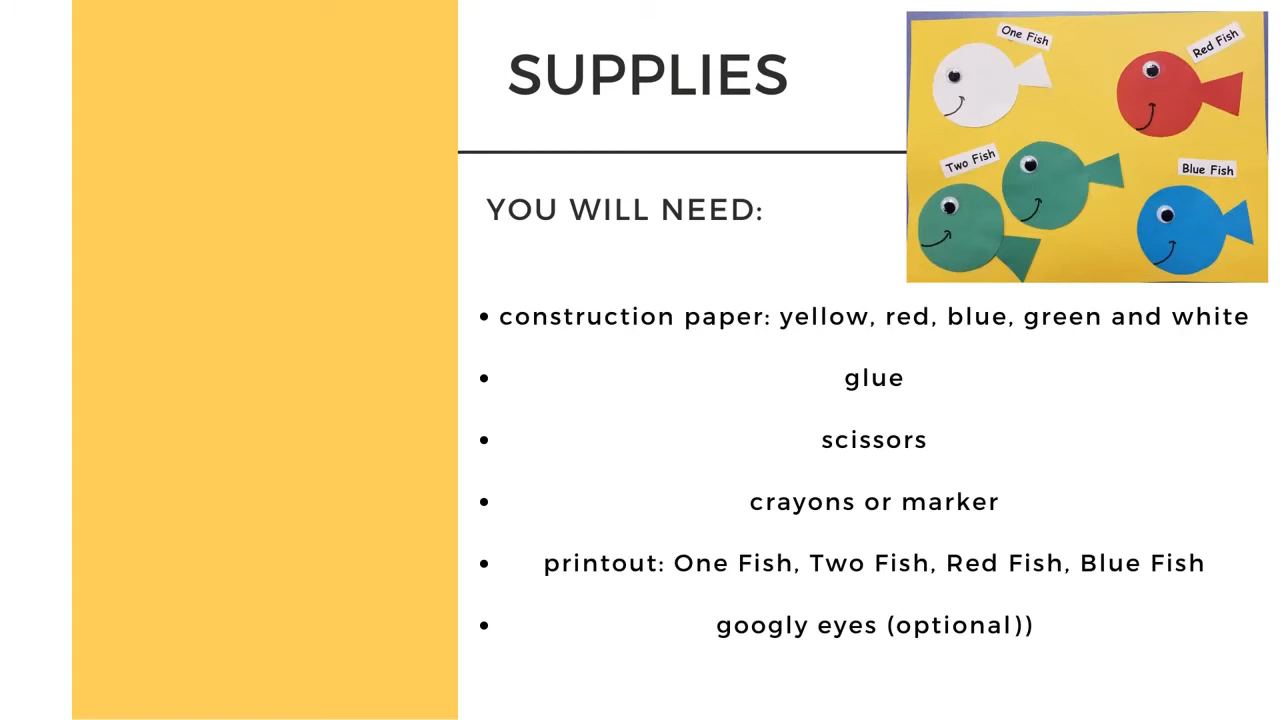 SUPPLIES
One Fish
Red Fish
Two Fish
Blue Fish
YOU WILL NEED:
• construction paper: yellow, red, blue, green and white
• glue
• scissors
• crayons or marker
• printout: One Fish, Two Fish, Red Fish, Blue Fish
• googly eyes (optional))